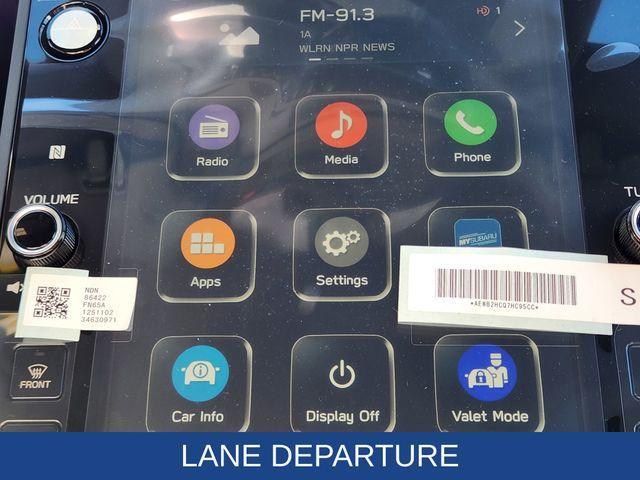 FM-91.3
HD 1
1A
WLRN NPR NEWS
Radio
Media
Phone
VOLUME
Apps
Settings
MYSUBARU
NDN
86422
FN65A
1251102
34630971
*AEWB2HCQ7HC95CC*
S
FRONT
Car Info
Display Off
Valet Mode
LANE DEPARTURE